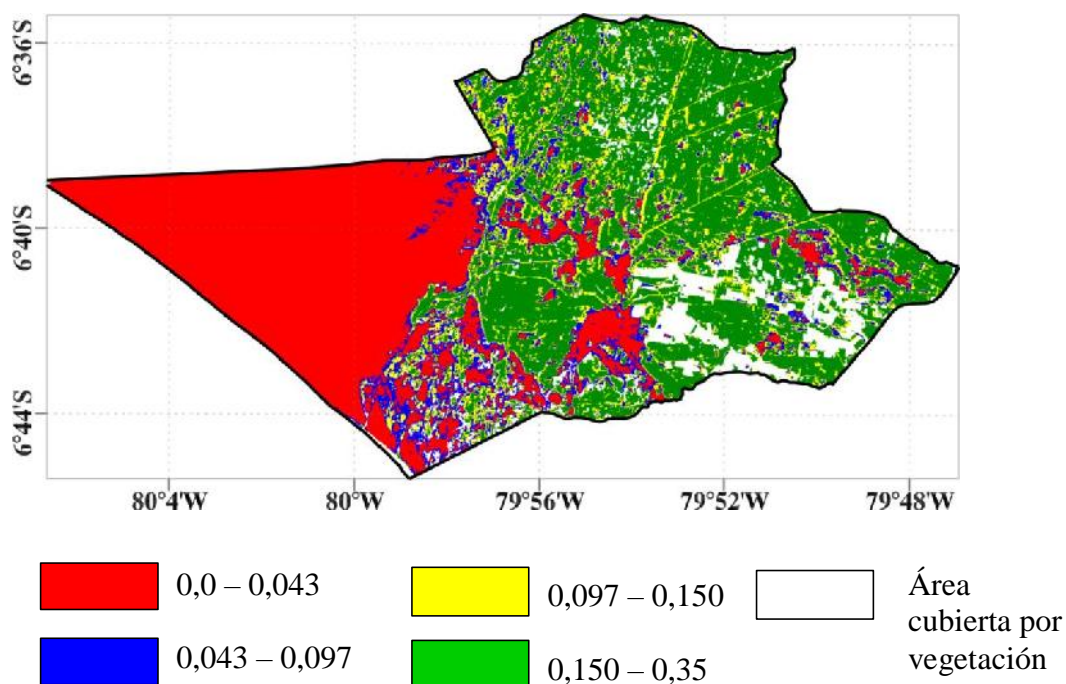 6°36'S
6°40'S
6°44'S
80°4'W 80°W 79°56'W 79°52'W 79°48'W
0,0 – 0,043
0,043 – 0,097
0,097 – 0,150
0,150 – 0,35
Área
cubierta por
vegetación